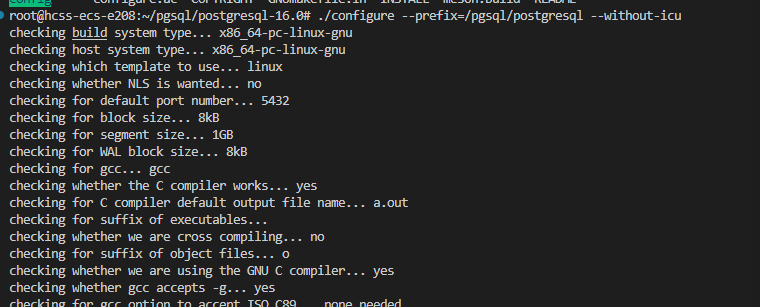 config configure.ac COPYRIGHT GNUmakefile.in INSTALL meson.build README
root@hcss-ecs-e208:~/pgsql/postgresql-16.0# ./configure --prefix=/pgsql/postgresql --without-icu
checking build system type... x86_64-pc-linux-gnu
checking host system type... x86_64-pc-linux-gnu
checking which template to use... linux
checking whether NLS is wanted... no
checking for default port number... 5432
checking for block size... 8kB
checking for segment size... 1GB
checking for WAL block size... 8kB
checking for gcc... gcc
checking whether the C compiler works... yes
checking for C compiler default output file name... a.out
checking for suffix of executables...
checking whether we are cross compiling... no
checking for suffix of object files... o
checking whether we are using the GNU C compiler... yes
checking whether gcc accepts -g... yes
checking for gcc option to accept ISO C89... none needed